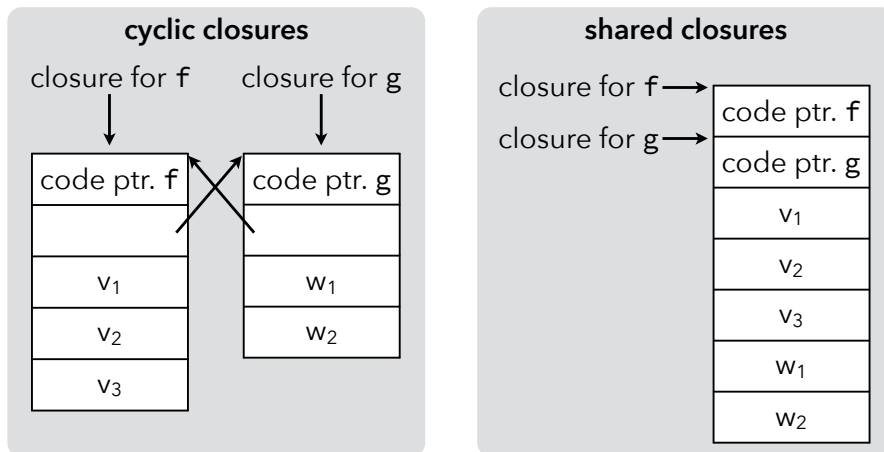 cyclic closures
closure for f
closure for g
code ptr. f
code ptr. g
v₁
w₁
v₂
w₂
v₃
shared closures
closure for f
code ptr. f
closure for g
code ptr. g
v₁
v₂
v₃
w₁
w₂